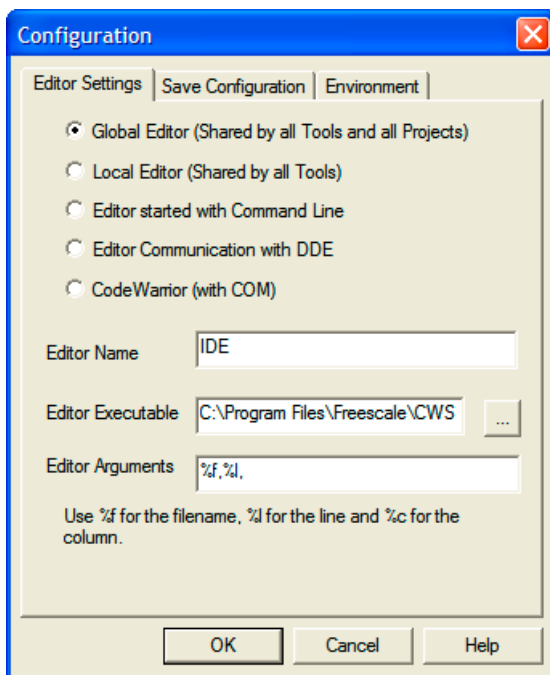 Configuration
Editor Settings Save Configuration Environment
Global Editor (Shared by all Tools and all Projects)
Local Editor (Shared by all Tools)
Editor started with Command Line
Editor Communication with DDE
CodeWarrior (with COM)
Editor Name IDE
Editor Executable C:\Program Files\Freescale\CWS ...
Editor Arguments %f,%l,
Use %f for the filename, %l for the line and %c for the
column.
OK Cancel Help